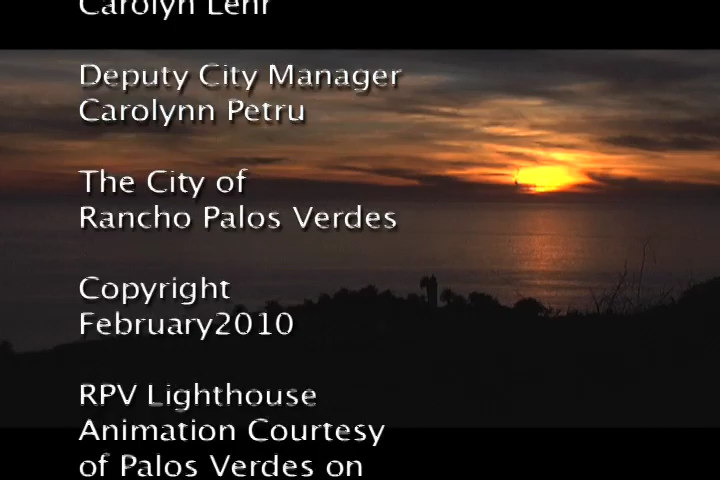 Carolyn Lehr
Deputy City Manager
Carolynn Petru
The City of
Rancho Palos Verdes
Copyright
February2010
RPV Lighthouse
Animation Courtesy
of Palos Verdes on